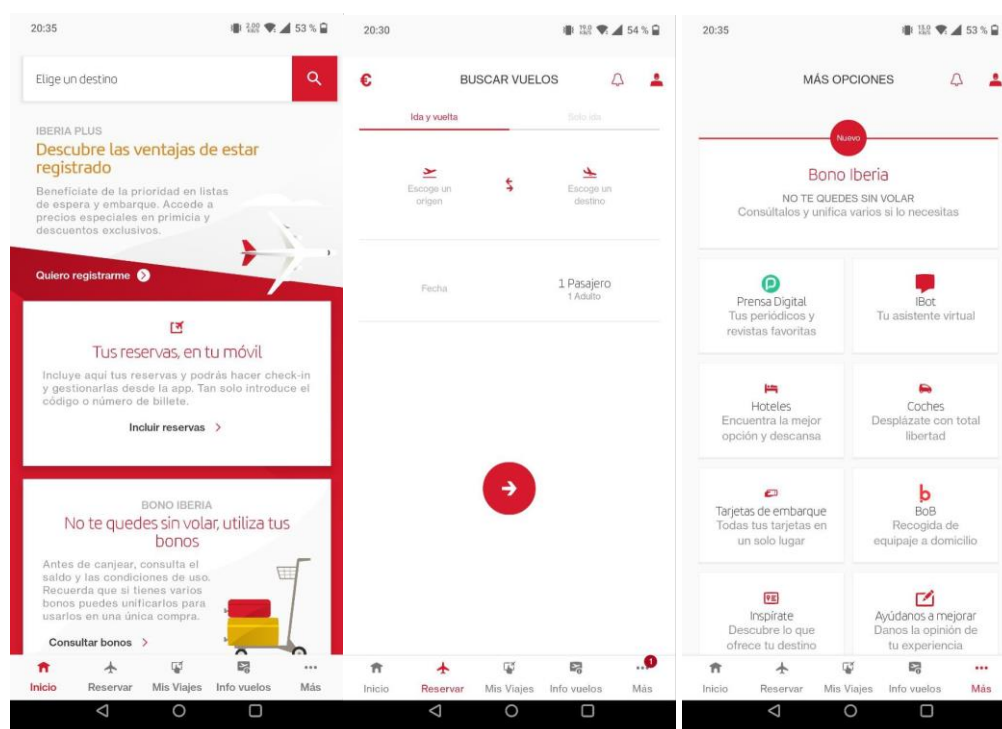 20:35
2,00 KB/S
53 %
Elige un destino
IBERIA PLUS
Descubre las ventajas de estar
registrado
Benefíciate de la prioridad en listas
de espera y embarque. Accede a
precios especiales en primicia y
descuentos exclusivos.
Quiero registrarme
Tus reservas, en tu móvil
Incluye aquí tus reservas y podrás hacer check-in
y gestionarlas desde la app. Tan solo introduce el
código o número de billete.
Incluir reservas
BONO IBERIA
No te quedes sin volar, utiliza tus
bonos
Antes de canjear, consulta el
saldo y las condiciones de uso.
Recuerda que si tienes varios
bonos puedes unificarlos para
usarlos en una única compra.
Consultar bonos
Inicio Reservar Mis Viajes Info vuelos Más
20:30
19,0 KB/S
54 %
€ BUSCAR VUELOS
Ida y vuelta Solo ida
Escoge un
origen
Escoge un
destino
Fecha
1 Pasajero
1 Adulto
1
Inicio Reservar Mis Viajes Info vuelos Más
20:35
13,0 KB/S
53 %
MÁS OPCIONES
Nuevo
Bono Iberia
NO TE QUEDES SIN VOLAR
Consúltalos y unifica varios si lo necesitas
Prensa Digital
Tus periódicos y
revistas favoritas
IBot
Tu asistente virtual
Hoteles
Encuentra la mejor
opción y descansa
Coches
Desplázate con total
libertad
Tarjetas de embarque
Todas tus tarjetas en
un solo lugar
b
BoB
Recogida de
equipaje a domicilio
Inspírate
Descubre lo que
ofrece tu destino
Ayúdanos a mejorar
Danos la opinión de
tu experiencia
Inicio Reservar Mis Viajes Info vuelos Más